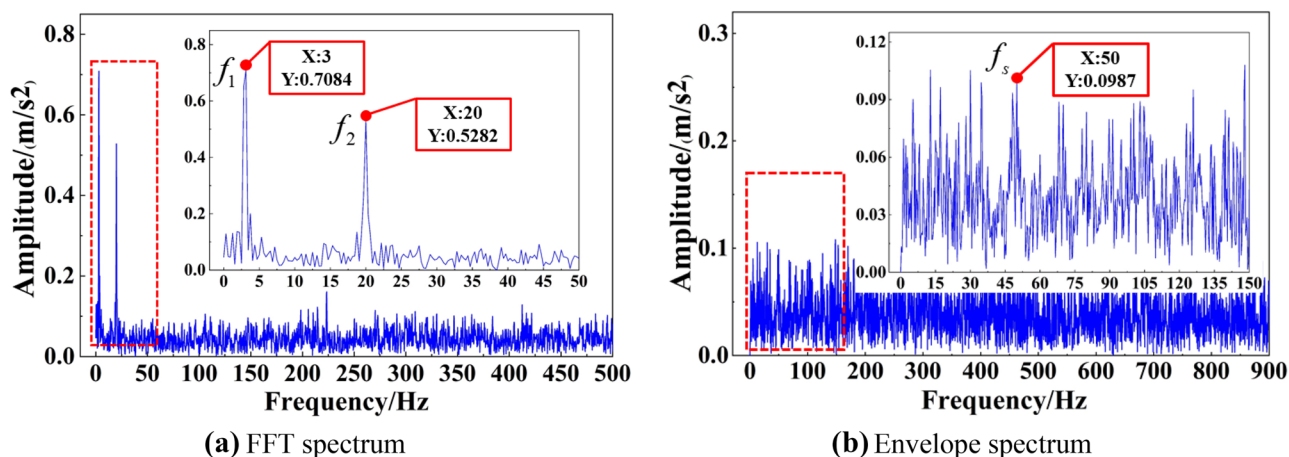 0.8
0.6
0.4
0.2
0.0
Amplitude/(m/s²)
0 50 100 150 200 250 300 350 400 450 500
Frequency/Hz
0.8
0.6
0.4
0.2
0.0
0 5 10 15 20 25 30 35 40 45 50
f₁
X:3
Y:0.7084
f₂
X:20
Y:0.5282
(a) FFT spectrum
0.3
0.2
0.1
0.0
Amplitude/(m/s²)
0 100 200 300 400 500 600 700 800 900
Frequency/Hz
0.12
0.09
0.06
0.03
0.00
0 15 30 45 60 75 90 105 120 135 150
fₛ
X:50
Y:0.0987
(b) Envelope spectrum